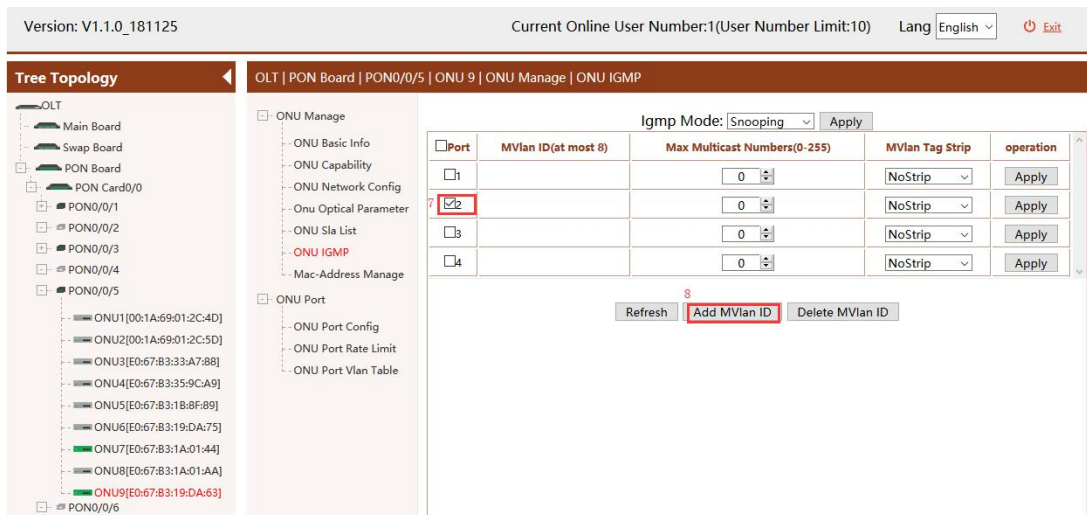 Version: V1.1.0_181125 Current Online User Number:1(User Number Limit:10) Lang English Exit
Tree Topology
OLT
Main Board
Swap Board
PON Board
PON Card0/0
PON0/0/1
PON0/0/2
PON0/0/3
PON0/0/4
PON0/0/5
ONU1[00:1A:69:01:2C:4D]
ONU2[00:1A:69:01:2C:5D]
ONU3[E0:67:B3:33:A7:88]
ONU4[E0:67:B3:35:9C:A9]
ONU5[E0:67:B3:1B:8F:89]
ONU6[E0:67:B3:19:DA:75]
ONU7[E0:67:B3:1A:01:44]
ONU8[E0:67:B3:1A:01:AA]
ONU9[E0:67:B3:19:DA:63]
PON0/0/6
OLT | PON Board | PON0/0/5 | ONU 9 | ONU Manage | ONU IGMP
ONU Manage
ONU Basic Info
ONU Capability
ONU Network Config
Onu Optical Parameter
ONU Sla List
ONU IGMP
Mac-Address Manage
ONU Port
ONU Port Config
ONU Port Rate Limit
ONU Port Vlan Table
Igmp Mode: Snooping Apply
Port MVlan ID(at most 8) Max Multicast Numbers(0-255) MVlan Tag Strip operation
1 0 NoStrip Apply
7 2 0 NoStrip Apply
3 0 NoStrip Apply
4 0 NoStrip Apply
8
Refresh Add MVlan ID Delete MVlan ID